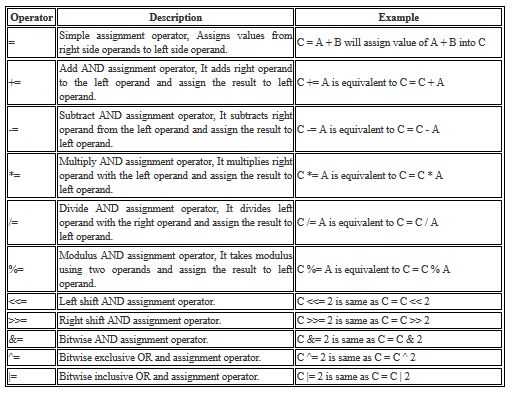 Operator Description Example
= Simple assignment operator, Assigns values from
right side operands to left side operand. C = A + B will assign value of A + B into C
Add AND assignment operator, It adds right operand
+= to the left operand and assign the result to left C += A is equivalent to C = C + A
operand.
Subtract AND assignment operator, It subtracts right
-= operand from the left operand and assign the result to C -= A is equivalent to C = C - A
left operand.
Multiply AND assignment operator, It multiplies right
*= operand with the left operand and assign the result to C *= A is equivalent to C = C * A
left operand.
Divide AND assignment operator, It divides left
/= operand with the right operand and assign the result to C /= A is equivalent to C = C / A
left operand.
Modulus AND assignment operator, It takes modulus
%= using two operands and assign the result to left C %= A is equivalent to C = C % A
operand.
<<= Left shift AND assignment operator. C <<= 2 is same as C = C << 2
>>= Right shift AND assignment operator. C >>= 2 is same as C = C >> 2
&= Bitwise AND assignment operator. C &= 2 is same as C = C & 2
^= Bitwise exclusive OR and assignment operator. C ^= 2 is same as C = C ^ 2
|= Bitwise inclusive OR and assignment operator. C |= 2 is same as C = C | 2